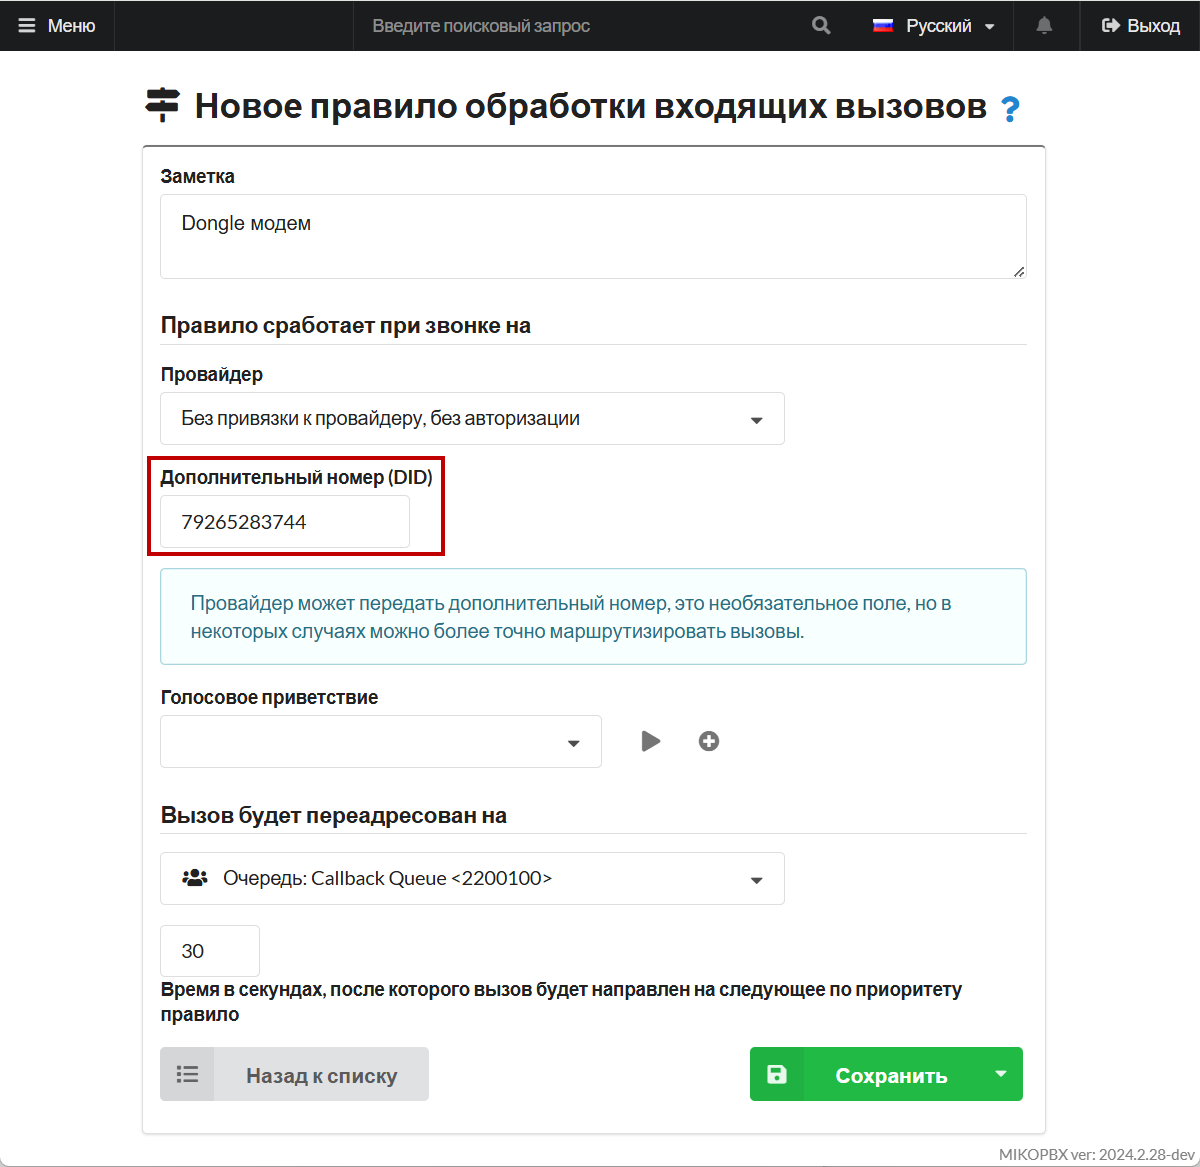 Меню
Введите поисковый запрос
Русский
Выход
Новое правило обработки входящих вызовов ?
Заметка
Dongle модем
Правило сработает при звонке на
Провайдер
Без привязки к провайдеру, без авторизации
Дополнительный номер (DID)
79265283744
Провайдер может передать дополнительный номер, это необязательное поле, но в
некоторых случаях можно более точно маршрутизировать вызовы.
Голосовое приветствие
Вызов будет переадресован на
Очередь: Callback Queue <2200100>
30
Время в секундах, после которого вызов будет направлен на следующее по приоритету
правило
Назад к списку
Сохранить
MIKOPBX ver: 2024.2.28-dev